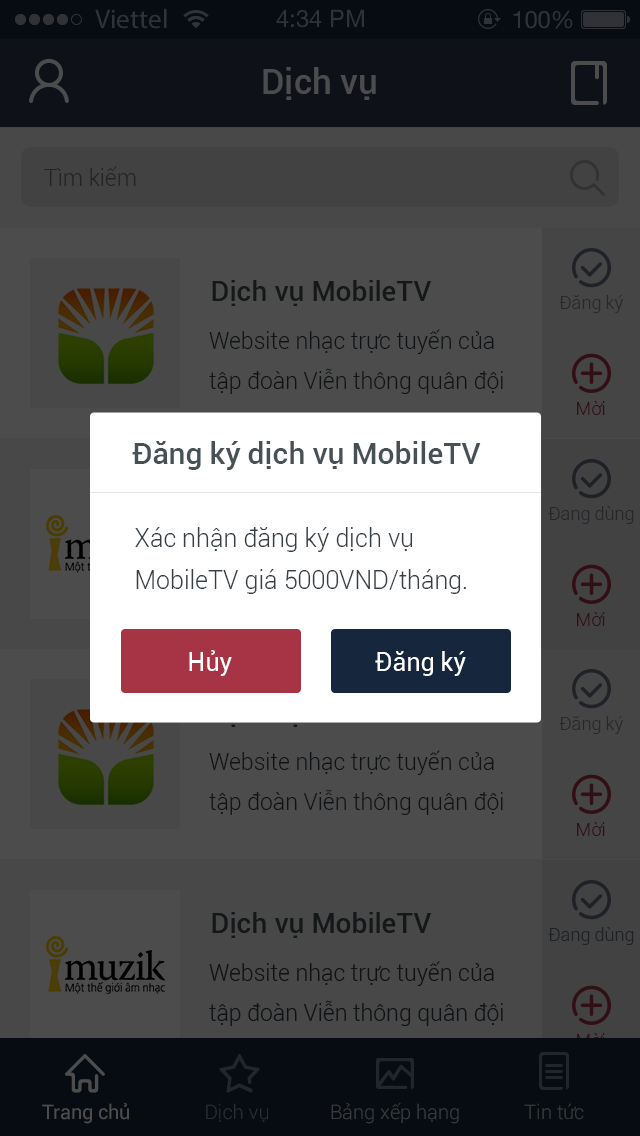 Viettel 4:34 PM 100%
Dịch vụ
Tìm kiếm
Dịch vụ MobileTV
Website nhạc trực tuyến của
tập đoàn Viễn thông quân đội
Đăng ký
Mời
Đăng ký dịch vụ MobileTV
Xác nhận đăng ký dịch vụ
MobileTV giá 5000VND/tháng.
Hủy
Đăng ký
Đang dùng
Mời
Website nhạc trực tuyến của
tập đoàn Viễn thông quân đội
Đăng ký
Mời
imuzik
Một thế giới âm nhạc
Dịch vụ MobileTV
Website nhạc trực tuyến của
tập đoàn Viễn thông quân đội
Đang dùng
Trang chủ
Dịch vụ
Bảng xếp hạng
Tin tức